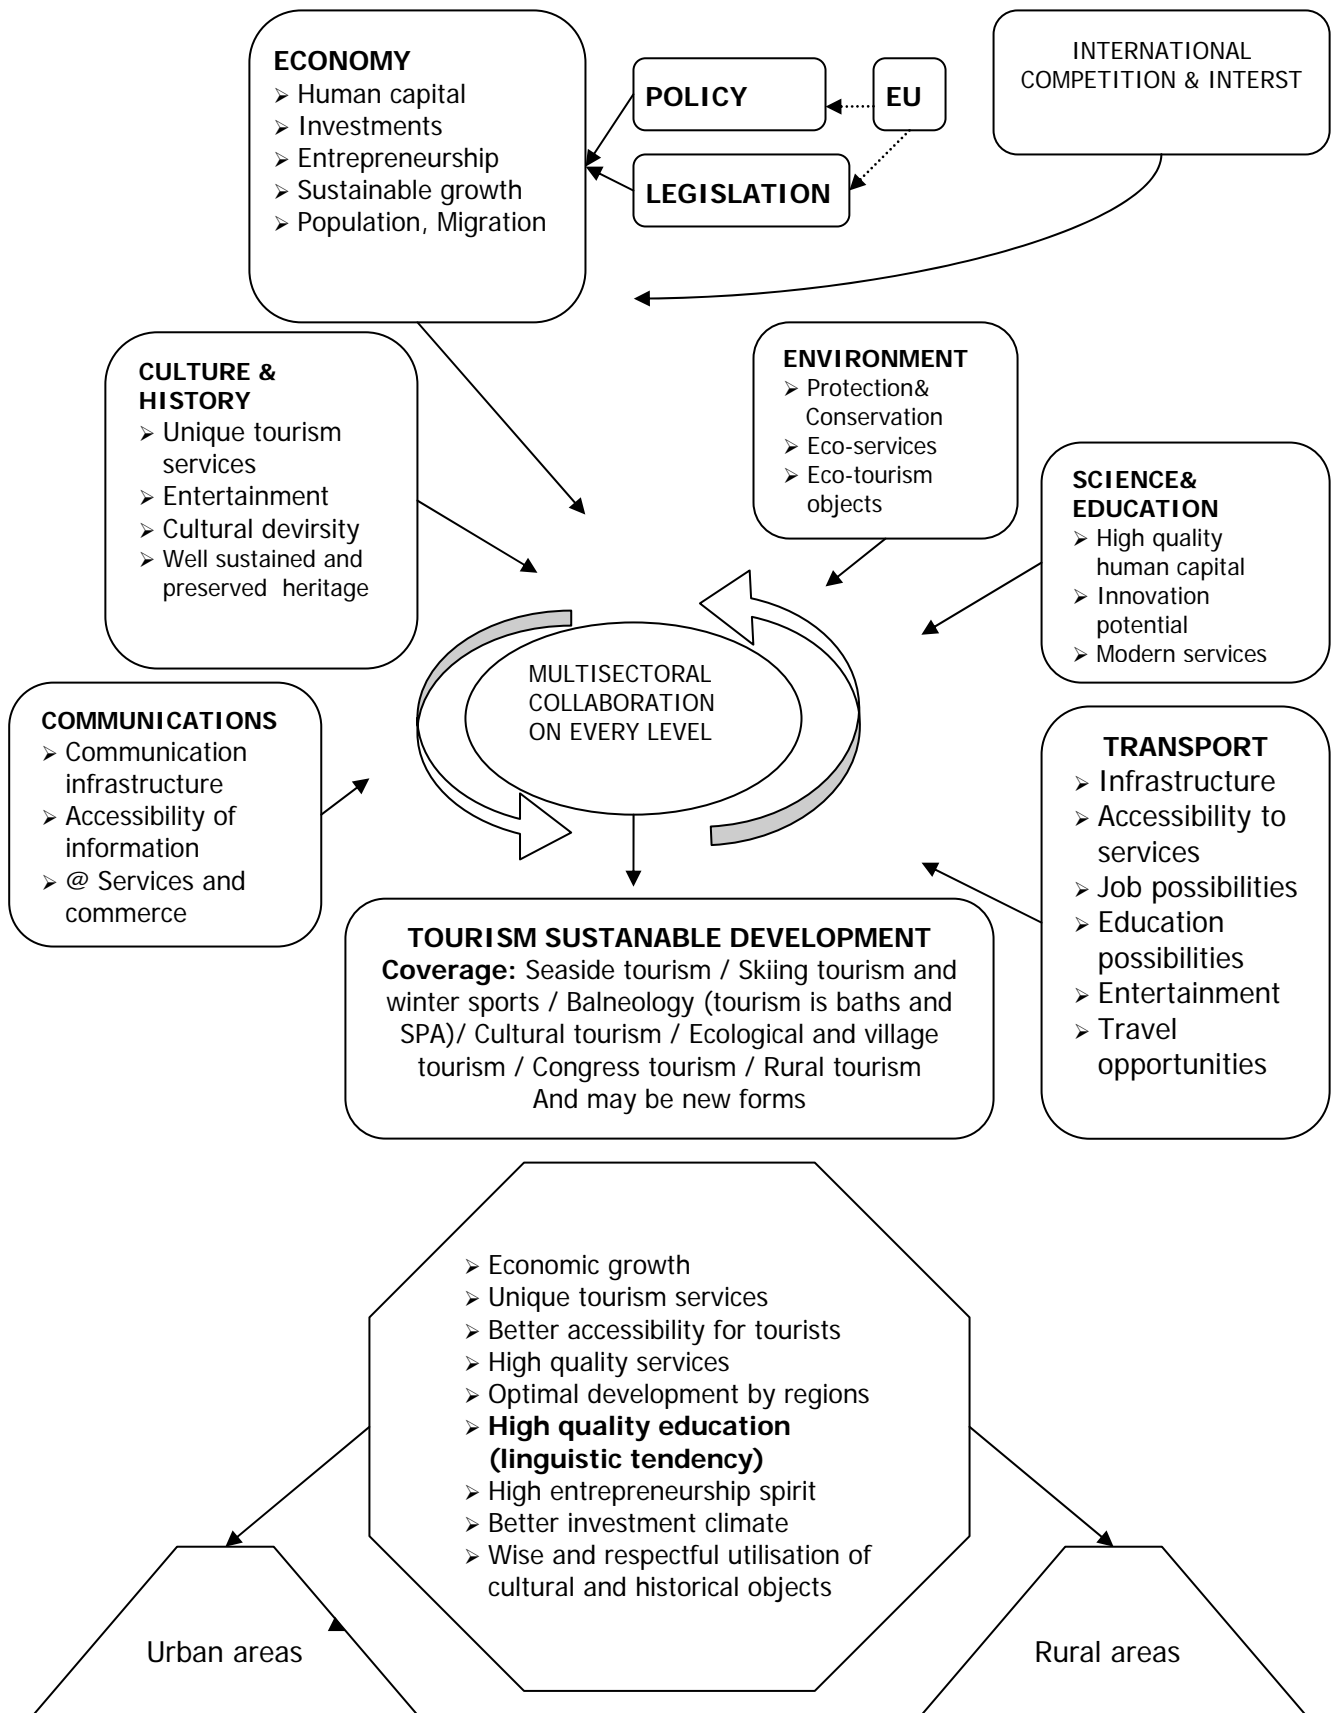 ECONOMY
➢ Human capital
➢ Investments
➢ Entrepreneurship
➢ Sustainable growth
➢ Population, Migration
POLICY
EU
LEGISLATION
INTERNATIONAL
COMPETITION & INTERST
CULTURE &
HISTORY
➢ Unique tourism
services
➢ Entertainment
➢ Cultural devirsity
➢ Well sustained and
preserved heritage
ENVIRONMENT
➢ Protection&
Conservation
➢ Eco-services
➢ Eco-tourism
objects
SCIENCE&
EDUCATION
➢ High quality
human capital
➢ Innovation
potential
➢ Modern services
MULTISECTORAL
COLLABORATION
ON EVERY LEVEL
COMMUNICATIONS
➢ Communication
infrastructure
➢ Accessibility of
information
➢ @ Services and
commerce
TRANSPORT
➢ Infrastructure
➢ Accessibility to
services
➢ Job possibilities
➢ Education
possibilities
➢ Entertainment
➢ Travel
opportunities
TOURISM SUSTANABLE DEVELOPMENT
Coverage: Seaside tourism / Skiing tourism and
winter sports / Balneology (tourism is baths and
SPA)/ Cultural tourism / Ecological and village
tourism / Congress tourism / Rural tourism
And may be new forms
➢ Economic growth
➢ Unique tourism services
➢ Better accessibility for tourists
➢ High quality services
➢ Optimal development by regions
➢ High quality education
(linguistic tendency)
➢ High entrepreneurship spirit
➢ Better investment climate
➢ Wise and respectful utilisation of
cultural and historical objects
Urban areas
Rural areas